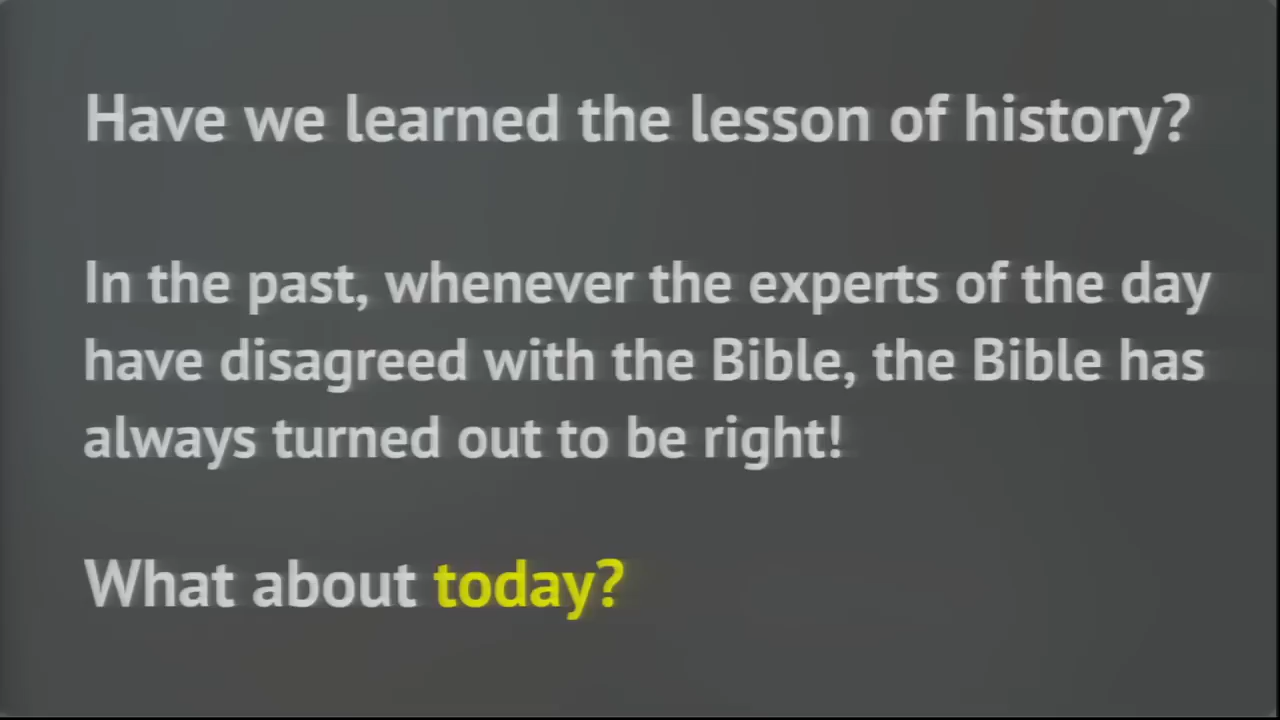 Have we learned the lesson of history?
In the past, whenever the experts of the day
have disagreed with the Bible, the Bible has
always turned out to be right!
What about today?